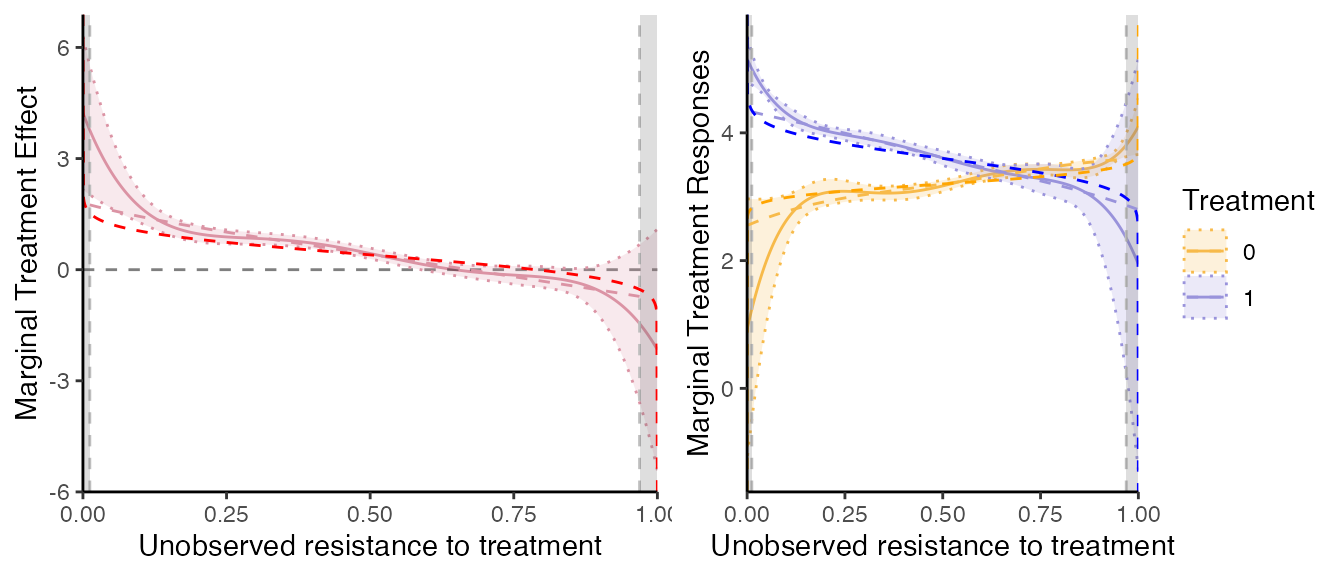 Marginal Treatment Effect
6
3
0
-3
-6
0.00 0.25 0.50 0.75 1.00
Unobserved resistance to treatment
Marginal Treatment Responses
4
2
0
0.00 0.25 0.50 0.75 1.00
Unobserved resistance to treatment
Treatment
0
1